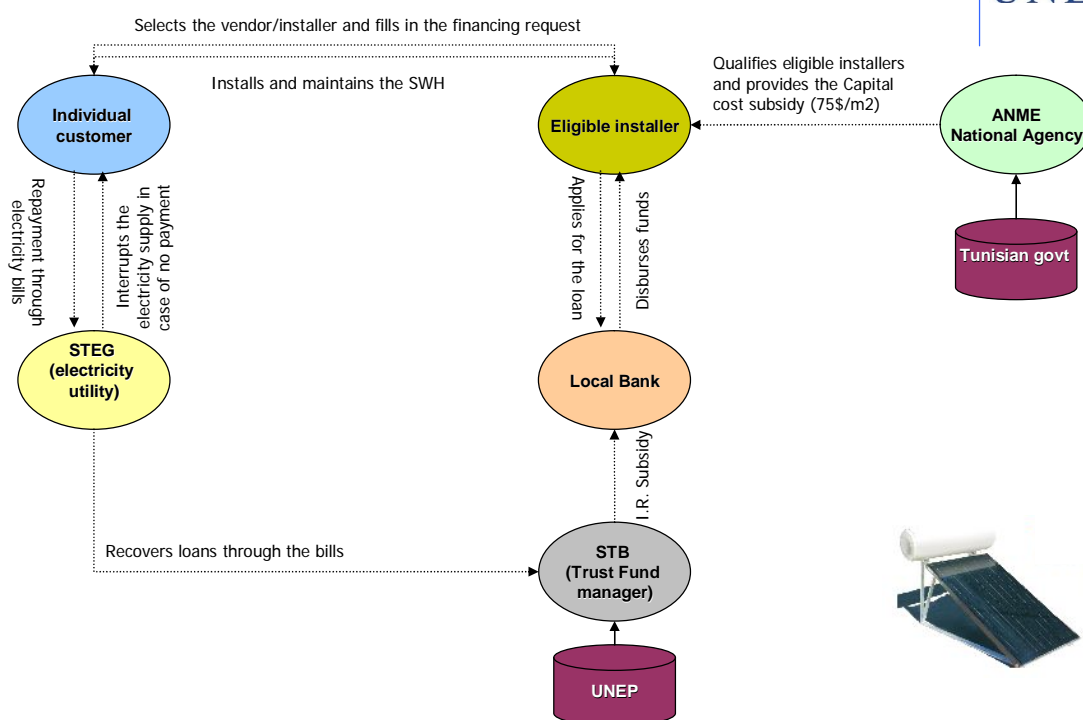 Selects the vendor/installer and fills in the financing request
Installs and maintains the SWH
Qualifies eligible installers
and provides the Capital
cost subsidy (75$/m2)
Individual
customer
Eligible installer
ANME
National Agency
Repayment through
electricity bills
Interrupts the
electricity supply in
case of no payment
Applies for the loan
Disburses funds
Tunisian govt
STEG
(electricity
utility)
Local Bank
I.R. Subsidy
Recovers loans through the bills
STB
(Trust Fund
manager)
UNEP